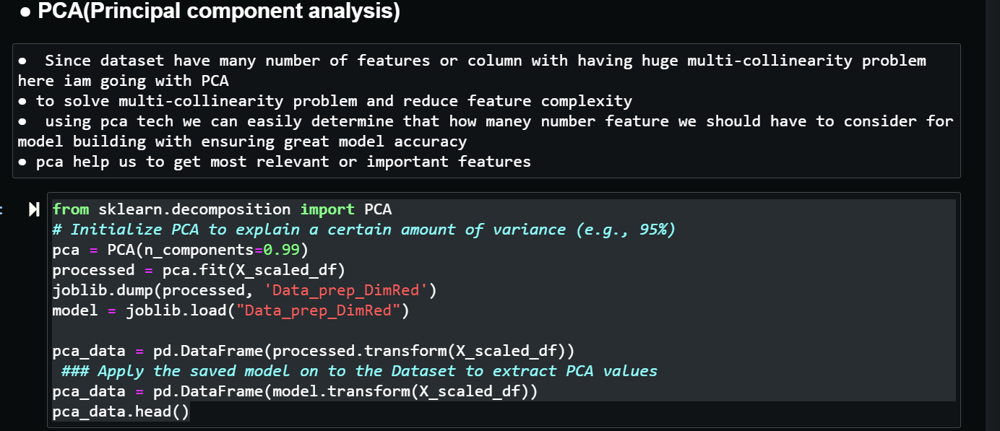 ● PCA(Principal component analysis)
● Since dataset have many number of features or column with having huge multi-collinearity problem
here iam going with PCA
● to solve multi-collinearity problem and reduce feature complexity
● using pca tech we can easily determine that how maney number feature we should have to consider for
model building with ensuring great model accuracy
● pca help us to get most relevant or important features
from sklearn.decomposition import PCA
# Initialize PCA to explain a certain amount of variance (e.g., 95%)
pca = PCA(n_components=0.99)
processed = pca.fit(X_scaled_df)
joblib.dump(processed, 'Data_prep_DimRed')
model = joblib.load("Data_prep_DimRed")
pca_data = pd.DataFrame(processed.transform(X_scaled_df))
### Apply the saved model on to the Dataset to extract PCA values
pca_data = pd.DataFrame(model.transform(X_scaled_df))
pca_data.head()